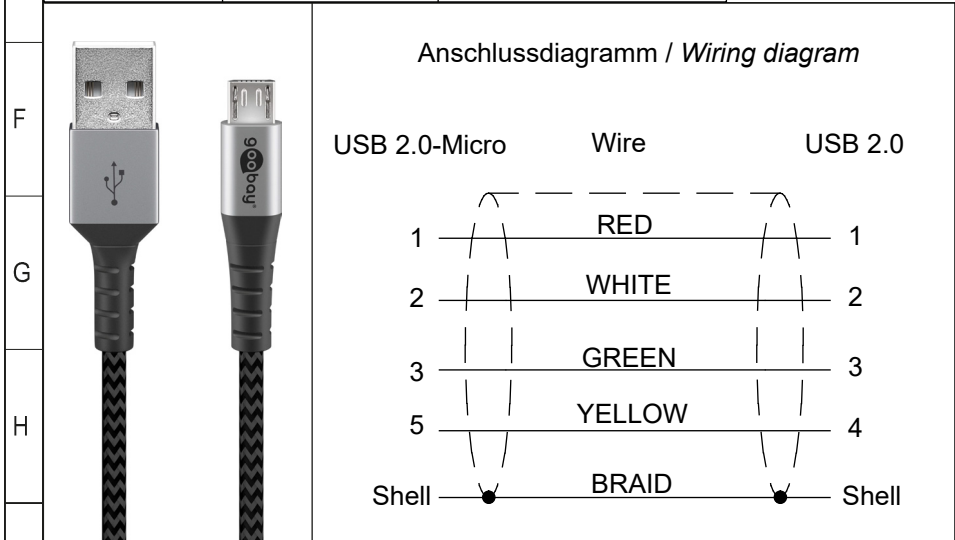 F
G
H
goobay
Anschlussdiagramm / Wiring diagram
USB 2.0-Micro Wire USB 2.0
1 RED 1
2 WHITE 2
3 GREEN 3
5 YELLOW 4
Shell BRAID Shell